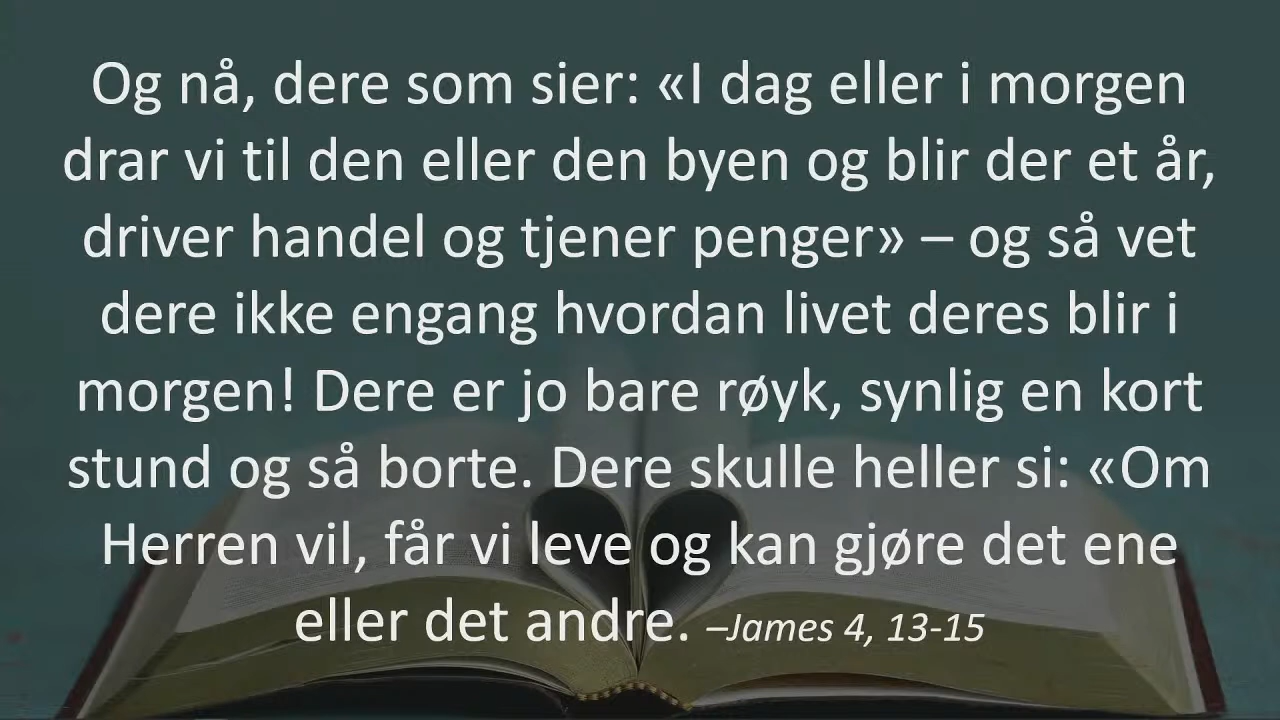 Og nå, dere som sier: «I dag eller i morgen
drar vi til den eller den byen og blir der et år,
driver handel og tjener penger» – og så vet
dere ikke engang hvordan livet deres blir i
morgen! Dere er jo bare røyk, synlig en kort
stund og så borte. Dere skulle heller si: «Om
Herren vil, får vi leve og kan gjøre det ene
eller det andre. –James 4, 13-15